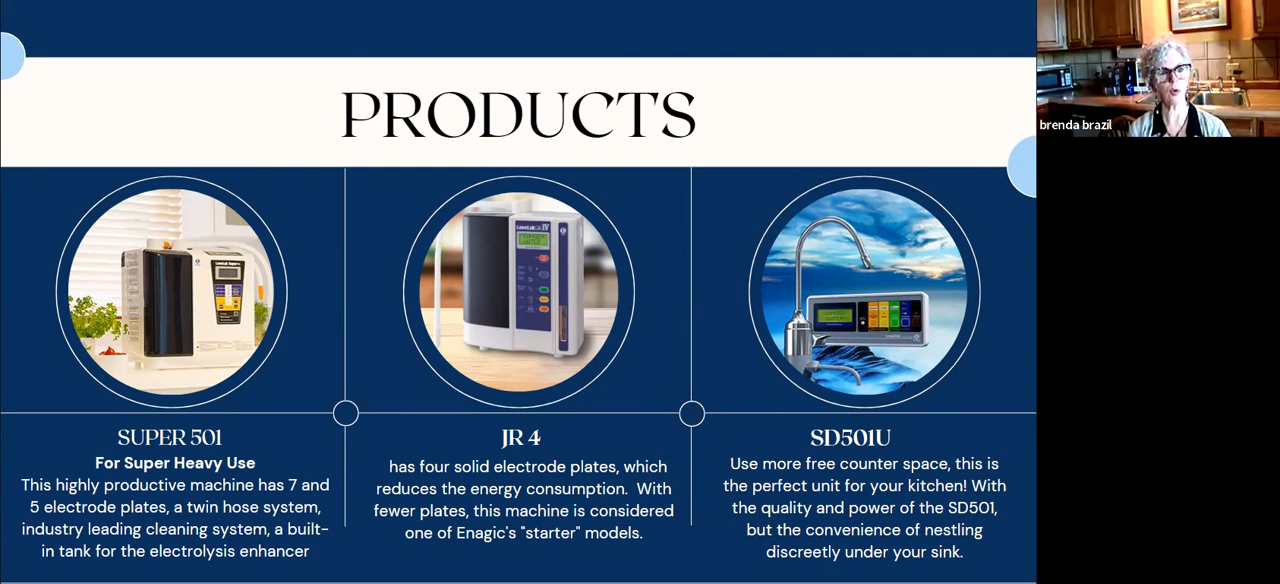 PRODUCTS
brenda brazil
SUPER 501
For Super Heavy Use
This highly productive machine has 7 and
5 electrode plates, a twin hose system,
industry leading cleaning system, a built-
in tank for the electrolysis enhancer
JR 4
has four solid electrode plates, which
reduces the energy consumption. With
fewer plates, this machine is considered
one of Enagic's "starter" models.
SD501U
Use more free counter space, this is
the perfect unit for your kitchen! With
the quality and power of the SD501,
but the convenience of nestling
discreetly under your sink.